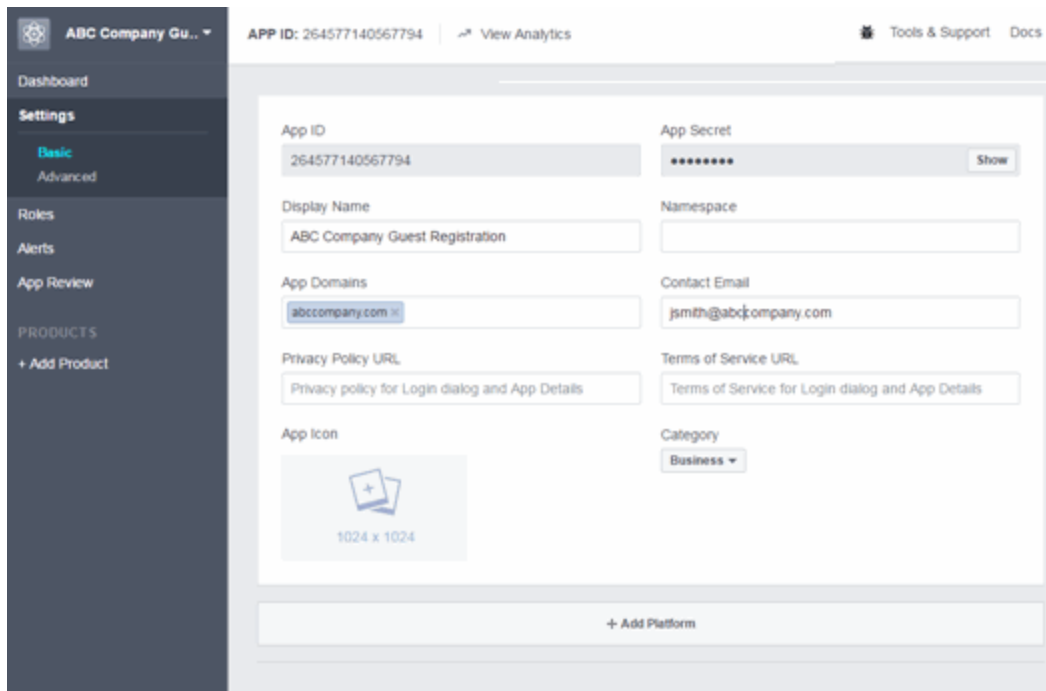 ABC Company Gu..
APP ID: 264577140567794
View Analytics
Tools & Support
Docs
Dashboard
Settings
Basic
Advanced
Roles
Alerts
App Review
PRODUCTS
+ Add Product
App ID
App Secret
264577140567794
••••••••
Show
Display Name
Namespace
ABC Company Guest Registration
App Domains
Contact Email
abccompany.com ×
jsmith@abccompany.com
Privacy Policy URL
Terms of Service URL
Privacy policy for Login dialog and App Details
Terms of Service for Login dialog and App Details
App Icon
Category
Business
1024 x 1024
+ Add Platform